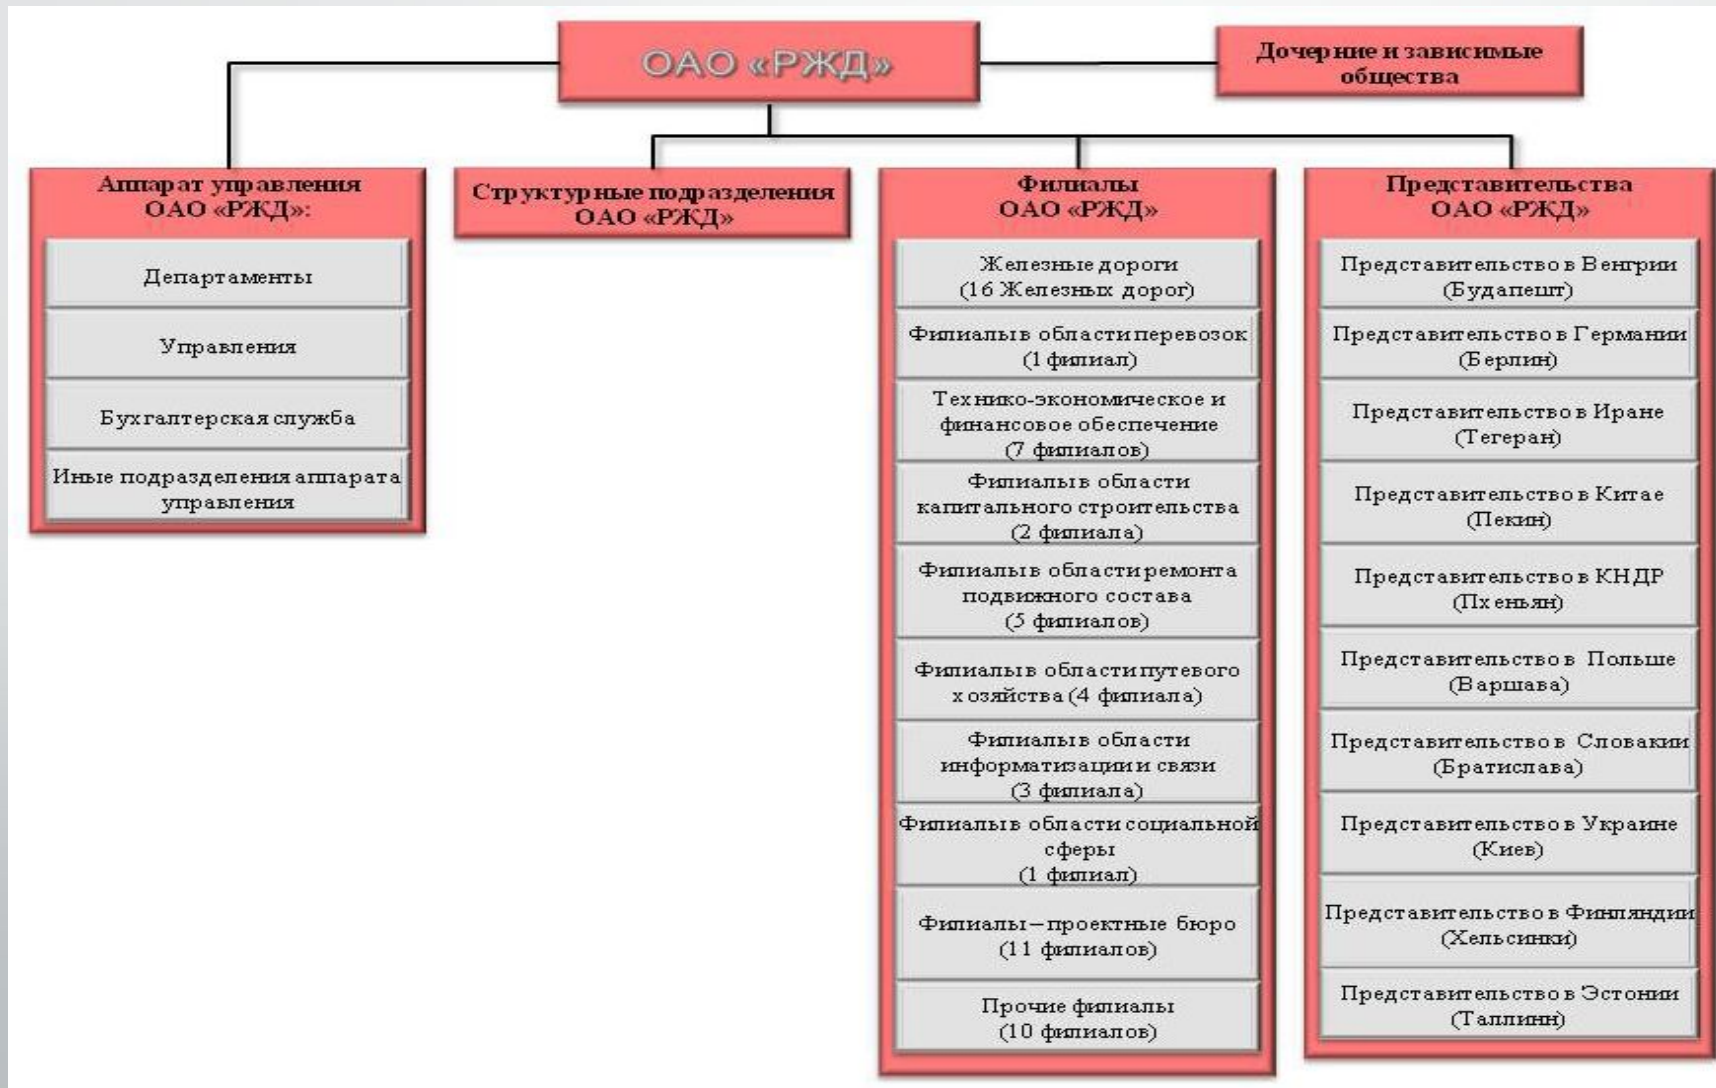 ОАО «РЖД»
Дочерние и зависимые
общества
Аппарат управления
ОАО «РЖД»:
Департаменты
Управления
Бухгалтерская служба
Иные подразделения аппарата
управления
Структурные подразделения
ОАО «РЖД»
Филиалы
ОАО «РЖД»
Железные дороги
(16 Железных дорог)
Филиалы в области перевозок
(1 филиал)
Технико-экономическое и
финансовое обеспечение
(7 филиалов)
Филиалы в области
капитального строительства
(2 филиала)
Филиалы в области ремонта
подвижного состава
(5 филиалов)
Филиалы в области путевого
хозяйства (4 филиала)
Филиалы в области
информатизации и связи
(3 филиала)
Филиалы в области социальной
сферы
(1 филиал)
Филиалы – проектные бюро
(11 филиалов)
Прочие филиалы
(10 филиалов)
Представительства
ОАО «РЖД»
Представительство в Венгрии
(Будапешт)
Представительство в Германии
(Берлин)
Представительство в Иране
(Тегеран)
Представительство в Китае
(Пекин)
Представительство в КНДР
(Пхеньян)
Представительство в Польше
(Варшава)
Представительство в Словакии
(Братислава)
Представительство в Украине
(Киев)
Представительство в Финляндии
(Хельсинки)
Представительство в Эстонии
(Таллинн)